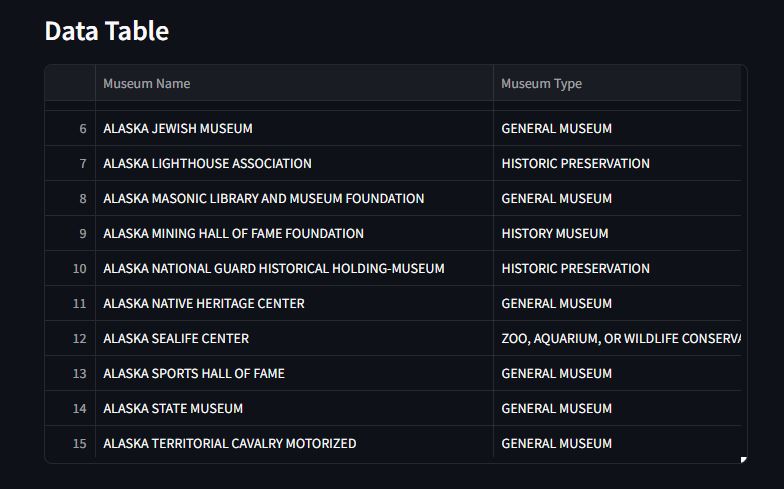 Data Table
Museum Name Museum Type
6 ALASKA JEWISH MUSEUM GENERAL MUSEUM
7 ALASKA LIGHTHOUSE ASSOCIATION HISTORIC PRESERVATION
8 ALASKA MASONIC LIBRARY AND MUSEUM FOUNDATION GENERAL MUSEUM
9 ALASKA MINING HALL OF FAME FOUNDATION HISTORY MUSEUM
10 ALASKA NATIONAL GUARD HISTORICAL HOLDING-MUSEUM HISTORIC PRESERVATION
11 ALASKA NATIVE HERITAGE CENTER GENERAL MUSEUM
12 ALASKA SEALIFE CENTER ZOO, AQUARIUM, OR WILDLIFE CONSERVA
13 ALASKA SPORTS HALL OF FAME GENERAL MUSEUM
14 ALASKA STATE MUSEUM GENERAL MUSEUM
15 ALASKA TERRITORIAL CAVALRY MOTORIZED GENERAL MUSEUM